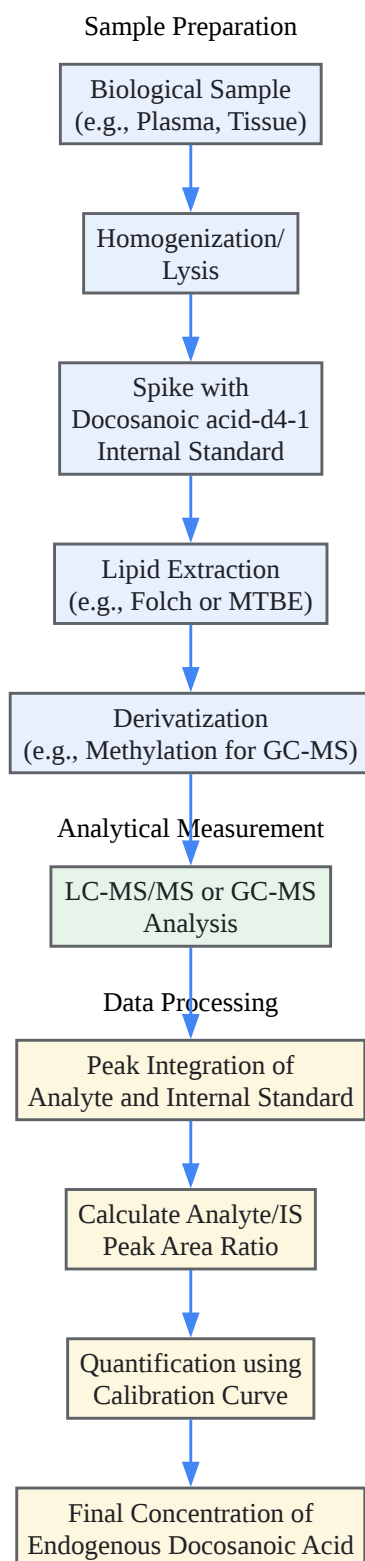 Sample Preparation
Biological Sample
(e.g., Plasma, Tissue)
Homogenization/
Lysis
Spike with
Docosanoic acid-d4-1
Internal Standard
Lipid Extraction
(e.g., Folch or MTBE)
Derivatization
(e.g., Methylation for GC-MS)
Analytical Measurement
LC-MS/MS or GC-MS
Analysis
Data Processing
Peak Integration of
Analyte and Internal Standard
Calculate Analyte/IS
Peak Area Ratio
Quantification using
Calibration Curve
Final Concentration of
Endogenous Docosanoic Acid